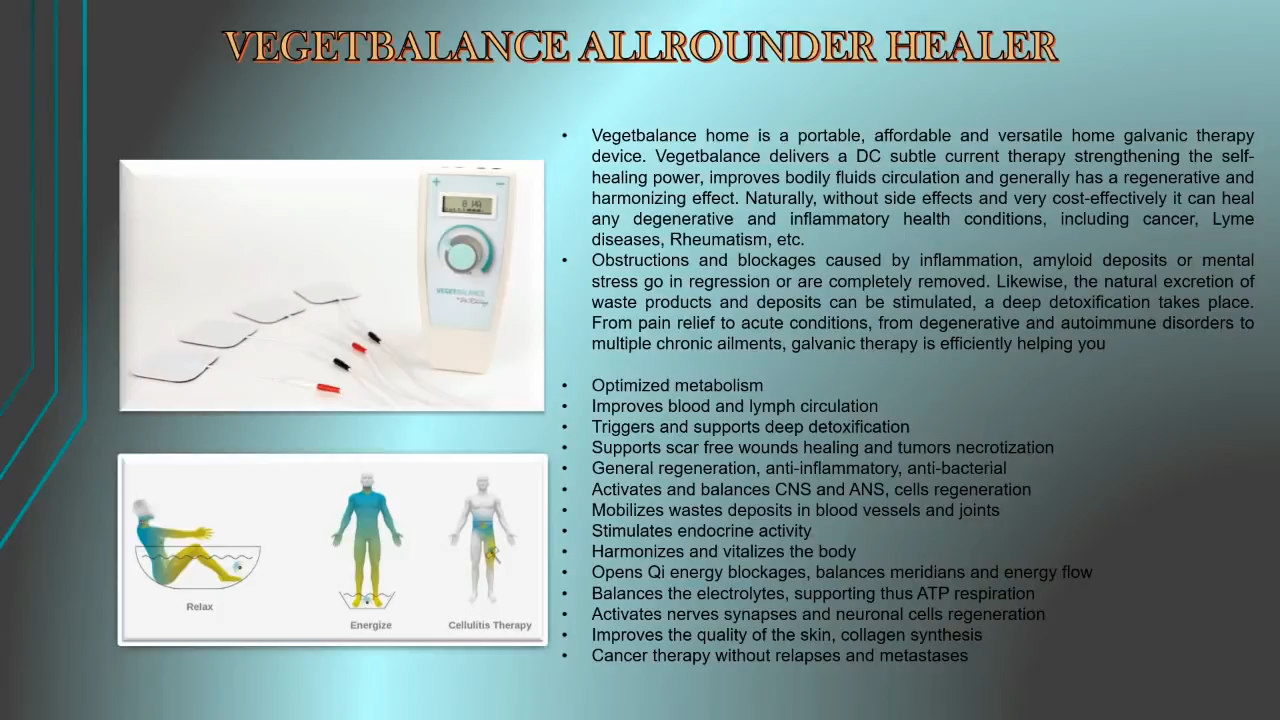 VEGETBALANCE ALLROUNDER HEALER
• Vegetbalance home is a portable, affordable and versatile home galvanic therapy
device. Vegetbalance delivers a DC subtle current therapy strengthening the self-
healing power, improves bodily fluids circulation and generally has a regenerative and
harmonizing effect. Naturally, without side effects and very cost-effectively it can heal
any degenerative and inflammatory health conditions, including cancer, Lyme
diseases, Rheumatism, etc.
• Obstructions and blockages caused by inflammation, amyloid deposits or mental
stress go in regression or are completely removed. Likewise, the natural excretion of
waste products and deposits can be stimulated, a deep detoxification takes place.
From pain relief to acute conditions, from degenerative and autoimmune disorders to
multiple chronic ailments, galvanic therapy is efficiently helping you
• Optimized metabolism
• Improves blood and lymph circulation
• Triggers and supports deep detoxification
• Supports scar free wounds healing and tumors necrotization
• General regeneration, anti-inflammatory, anti-bacterial
• Activates and balances CNS and ANS, cells regeneration
• Mobilizes wastes deposits in blood vessels and joints
• Stimulates endocrine activity
• Harmonizes and vitalizes the body
• Opens Qi energy blockages, balances meridians and energy flow
• Balances the electrolytes, supporting thus ATP respiration
• Activates nerves synapses and neuronal cells regeneration
• Improves the quality of the skin, collagen synthesis
• Cancer therapy without relapses and metastases
VEGETBALANCE
Relax
Energize
Cellulitis Therapy